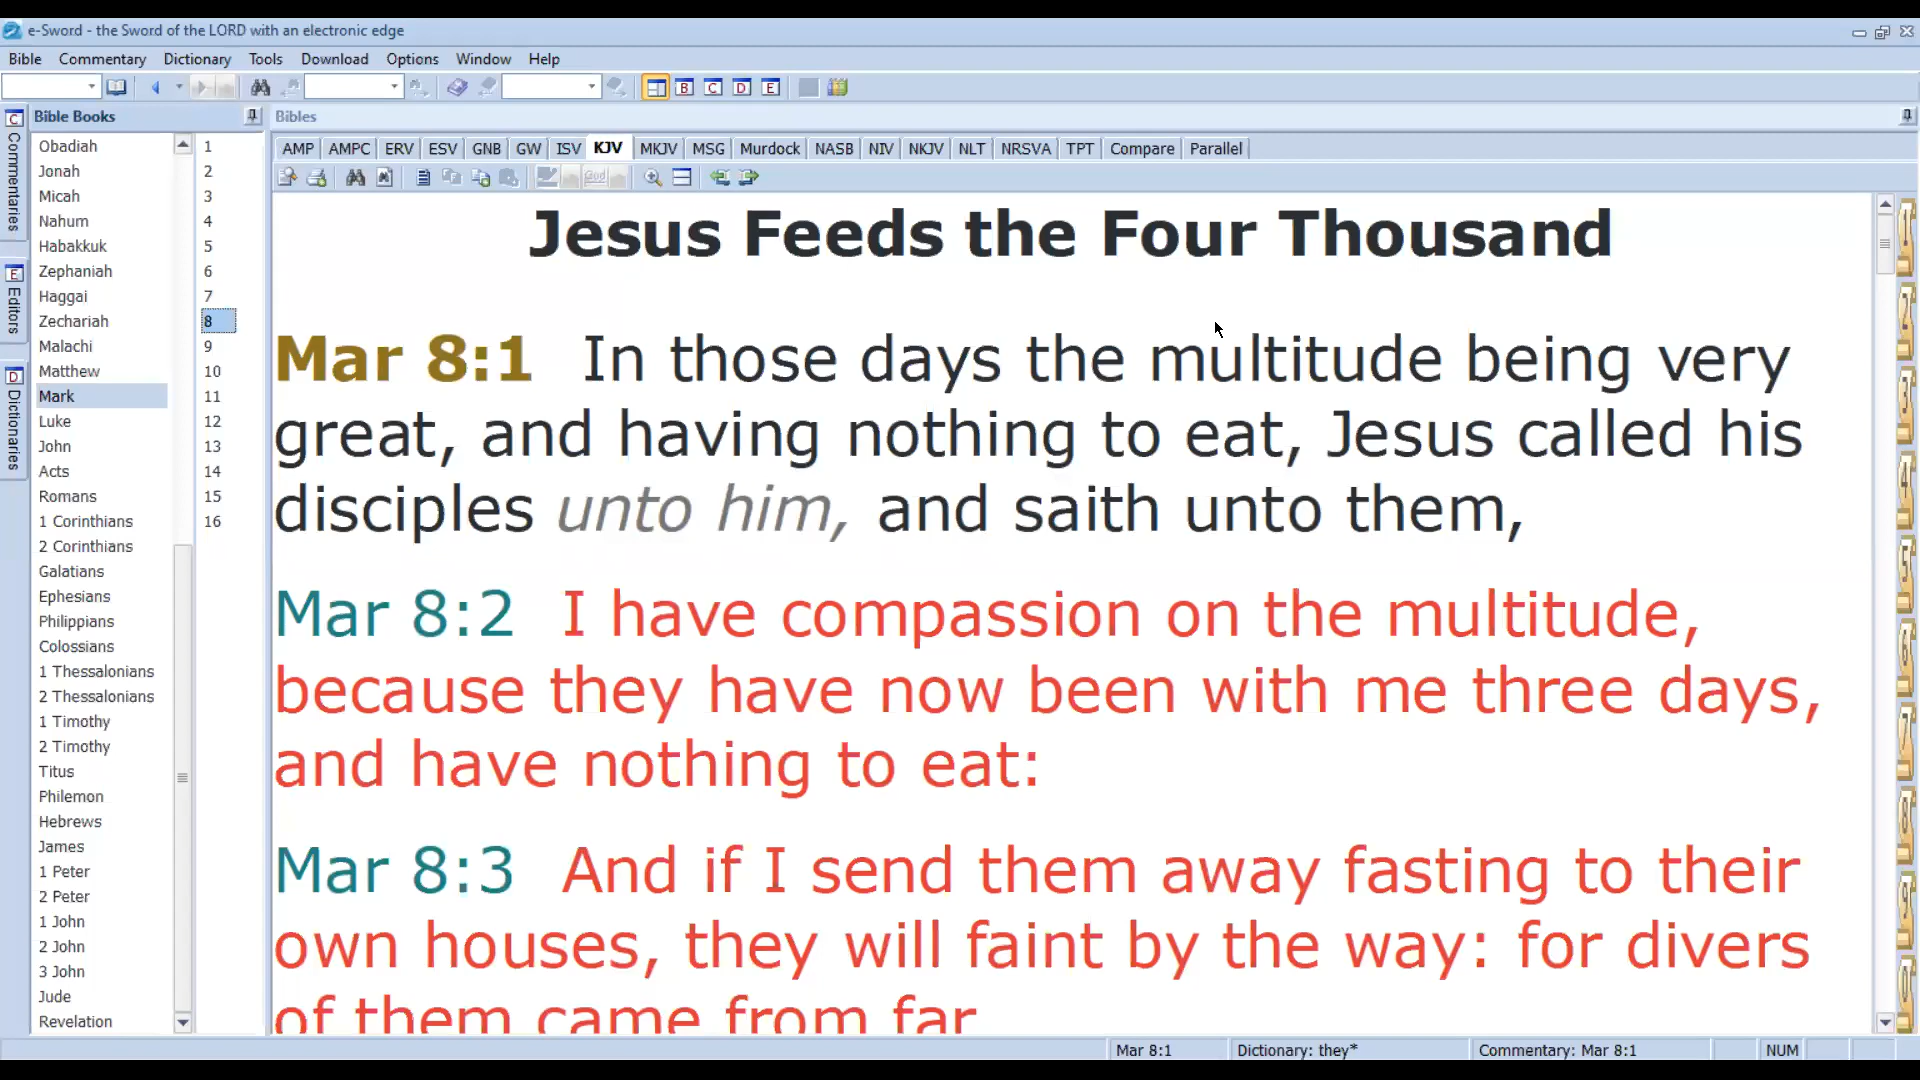 e-Sword - the Sword of the LORD with an electronic edge
Bible Commentary Dictionary Tools Download Options Window Help
B C D E
Bible Books
Bibles
C Commentaries
E Editors
D Dictionaries
Obadiah
Jonah
Micah
Nahum
Habakkuk
Zephaniah
Haggai
Zechariah
Malachi
Matthew
Mark
Luke
John
Acts
Romans
1 Corinthians
2 Corinthians
Galatians
Ephesians
Philippians
Colossians
1 Thessalonians
2 Thessalonians
1 Timothy
2 Timothy
Titus
Philemon
Hebrews
James
1 Peter
2 Peter
1 John
2 John
3 John
Jude
Revelation
1
2
3
4
5
6
7
8
9
10
11
12
13
14
15
16
AMP AMPC ERV ESV GNB GW ISV KJV MKJV MSG Murdock NASB NIV NKJV NLT NRSVA TPT Compare Parallel
Jesus Feeds the Four Thousand
Mar 8:1 In those days the multitude being very
great, and having nothing to eat, Jesus called his
disciples unto him, and saith unto them,
Mar 8:2 I have compassion on the multitude,
because they have now been with me three days,
and have nothing to eat:
Mar 8:3 And if I send them away fasting to their
own houses, they will faint by the way: for divers
of them came from far
1
2
3
4
5
6
7
8
9
0
Mar 8:1 Dictionary: they* Commentary: Mar 8:1 NUM